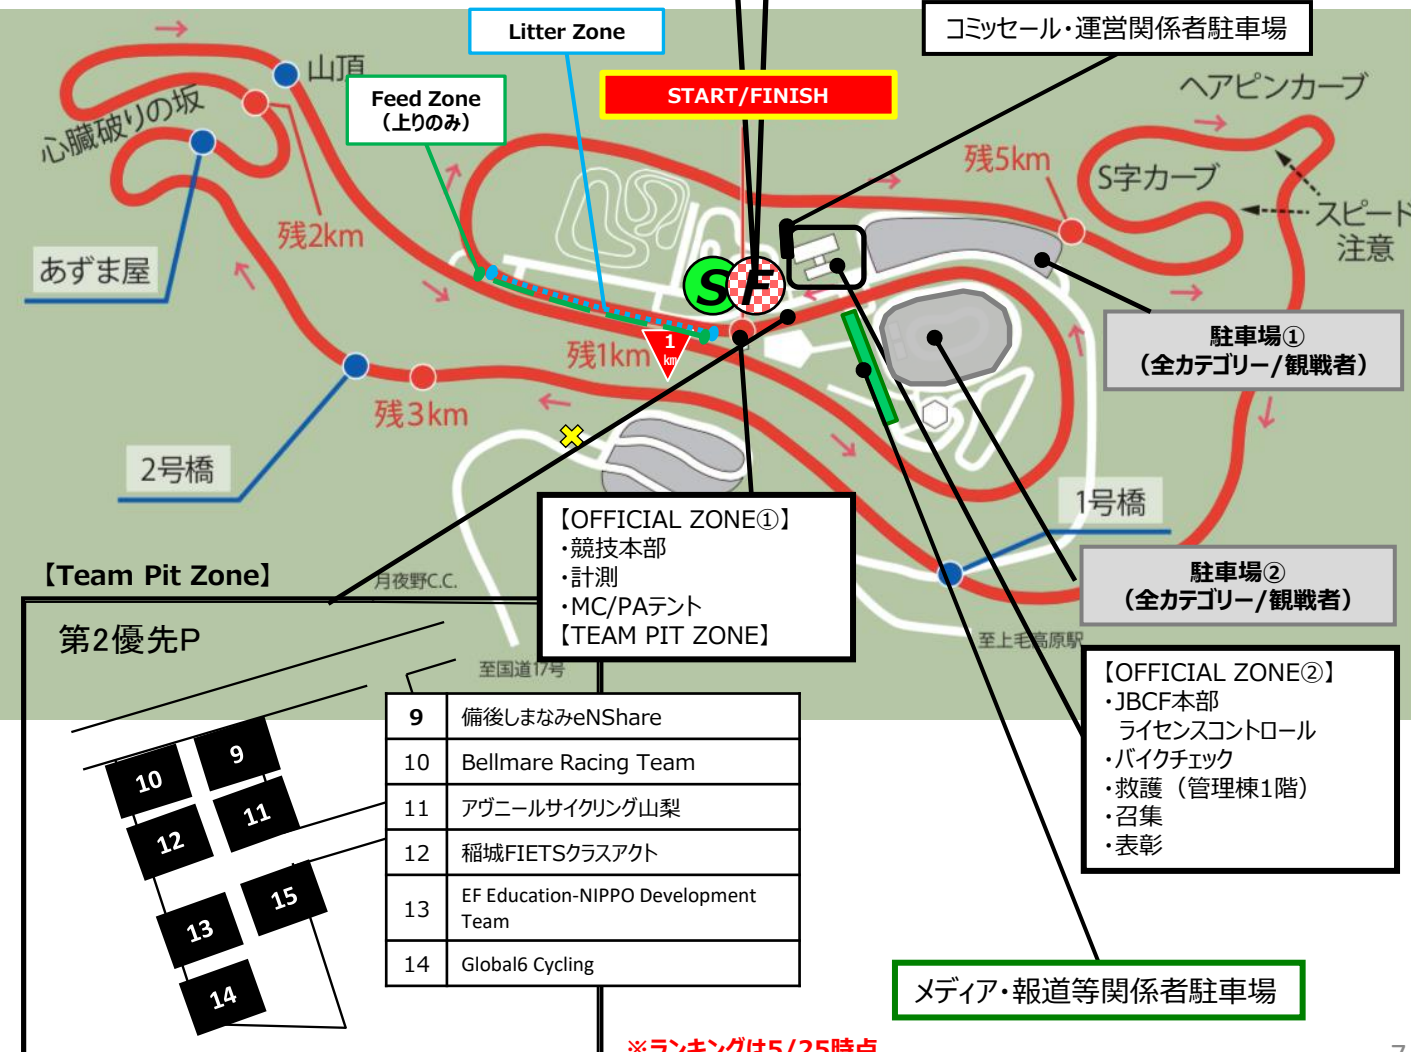 コミッセール・運営関係者駐車場
Litter Zone
山頂
Feed Zone
（上りのみ）
START/FINISH
ヘアピンカーブ
心臓破りの坂
残5km
S字カーブ
スピード
注意
残2km
あずま屋
S
F
駐車場①
（全カテゴリー/観戦者）
残1km
1
km
残3km
2号橋
1号橋
【OFFICIAL ZONE①】
・競技本部
・計測
・MC/PAテント
【TEAM PIT ZONE】
駐車場②
（全カテゴリー/観戦者）
【Team Pit Zone】
月夜野C.C.
第2優先P
至国道17号
至上毛高原駅
【OFFICIAL ZONE②】
・JBCF本部
ライセンスコントロール
・バイクチェック
・救護（管理棟1階）
・召集
・表彰
9 備後しまなみeNShare
10 Bellmare Racing Team
11 アヴニールサイクリング山梨
12 稲城FIETSクラスアクト
13 EF Education-NIPPO Development
Team
14 Global6 Cycling
9
10
11
12
15
13
14
メディア・報道等関係者駐車場
※ランキングは5/25時点
7